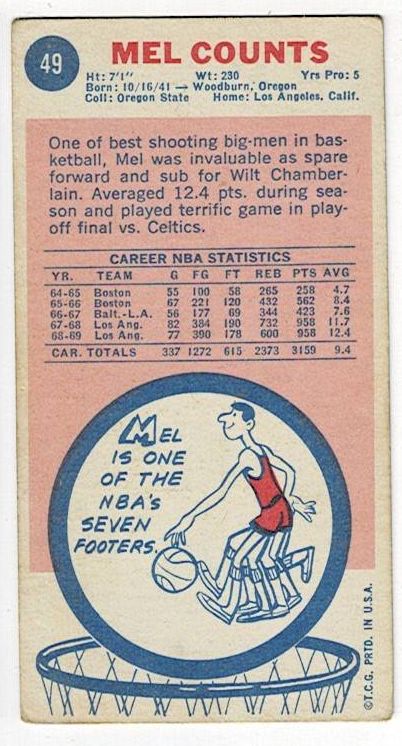 49
MEL COUNTS
Ht: 7'1" Wt: 230 Yrs Pro: 5
Born: 10/16/41 → Woodburn, Oregon
Coll: Oregon State Home: Los Angeles, Calif.
One of best shooting big-men in bas-
ketball, Mel was invaluable as spare
forward and sub for Wilt Chamber-
lain. Averaged 12.4 pts. during sea-
son and played terrific game in play-
off final vs. Celtics.
CAREER NBA STATISTICS
YR. TEAM G FG FT REB PTS AVG
64-65 Boston 55 100 58 265 258 4.7
65-66 Boston 67 221 120 432 562 8.4
66-67 Balt.-L.A. 56 177 69 344 423 7.6
67-68 Los Ang. 82 384 190 732 958 11.7
68-69 Los Ang. 77 390 178 600 958 12.4
CAR. TOTALS 337 1272 615 2373 3159 9.4
MEL
IS ONE
OF THE
NBA'S
SEVEN
FOOTERS.
©T.C.G. PRTD. IN U.S.A.